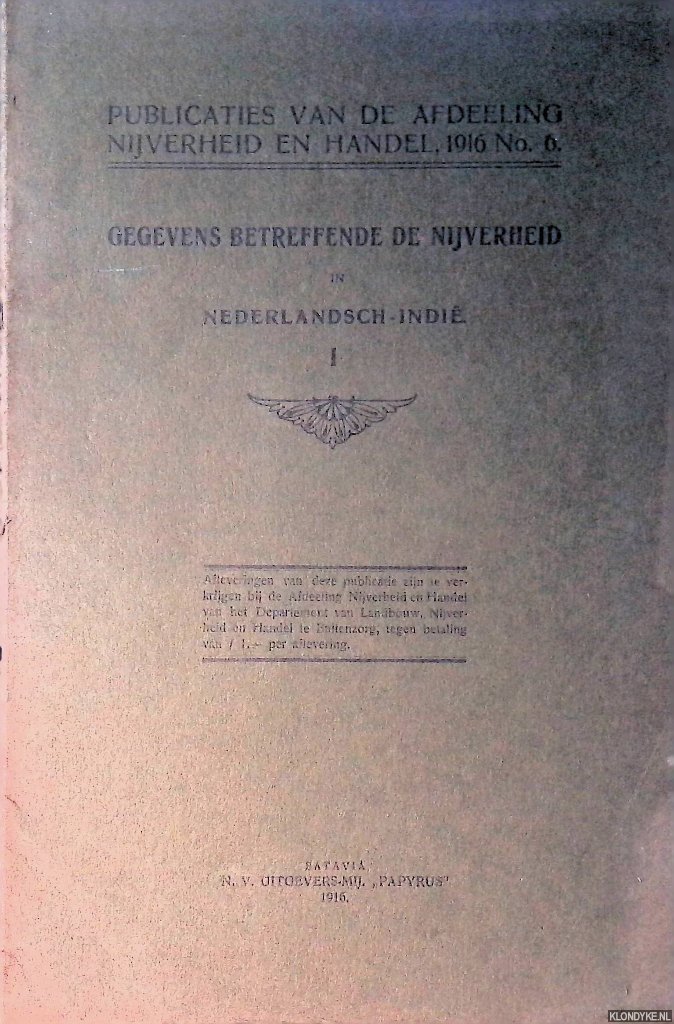 PUBLICATIES VAN DE AFDEELING
NIJVERHEID EN HANDEL, 1916 No. 6.
GEGEVENS BETREFFENDE DE NIJVERHEID
IN
NEDERLANDSCH-INDIË
I
Afleveringen van deze publicatie zijn te ver-
krijgen bij de Afdeeling Nijverheid en Handel
van het Departement van Landbouw, Nijver-
heid en Handel te Buitenzorg, tegen betaling
van f 1.- per aflevering.
BATAVIA
N. V. UITGEVERS-MIJ. „PAPYRUS"
1916.
KLONDYKE.NL